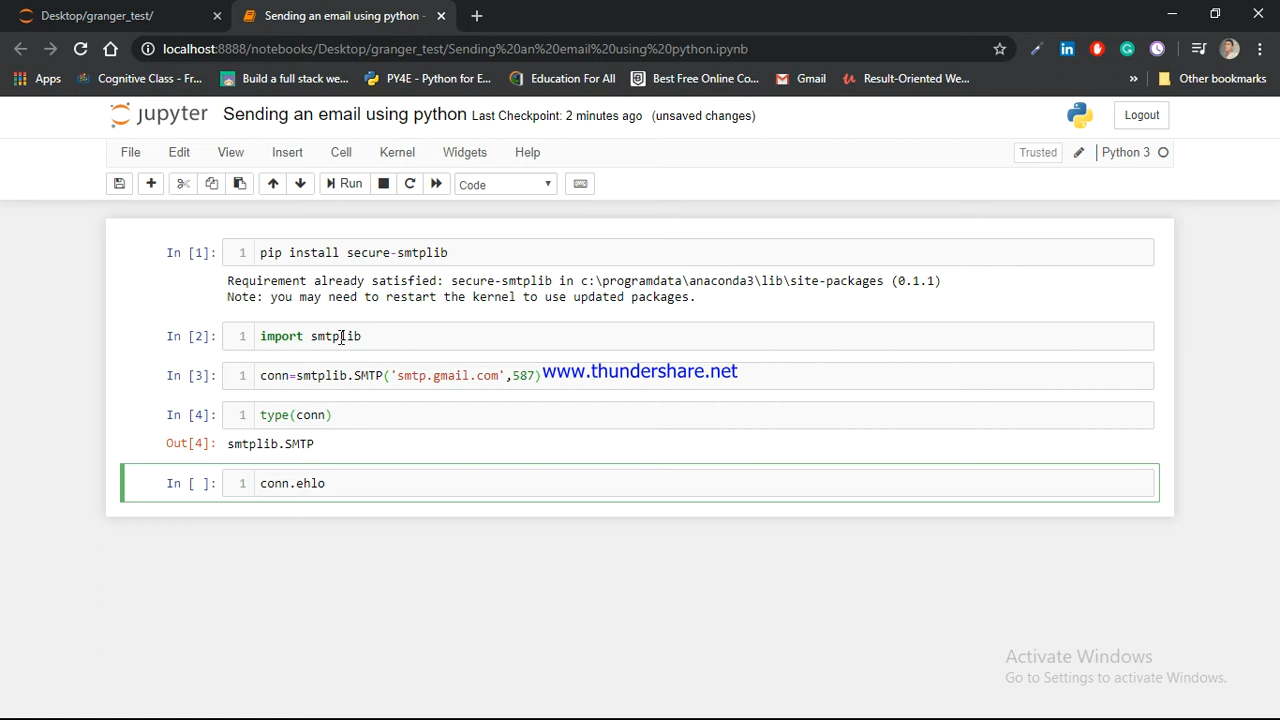 Desktop/granger_test/
Sending an email using python -
localhost:8888/notebooks/Desktop/granger_test/Sending%20an%20email%20using%20python.ipynb
Apps Cognitive Class - Fr... Build a full stack we... PY4E - Python for E... Education For All Best Free Online Co... Gmail Result-Oriented We... » Other bookmarks
jupyter Sending an email using python Last Checkpoint: 2 minutes ago (unsaved changes) Logout
File Edit View Insert Cell Kernel Widgets Help Trusted Python 3
Run Code
In [1]: 1 pip install secure-smtplib
Requirement already satisfied: secure-smtplib in c:\programdata\anaconda3\lib\site-packages (0.1.1)
Note: you may need to restart the kernel to use updated packages.
In [2]: 1 import smtplib
In [3]: 1 conn=smtplib.SMTP('smtp.gmail.com',587)
www.thundershare.net
In [4]: 1 type(conn)
Out[4]: smtplib.SMTP
In [ ]: 1 conn.ehlo
Activate Windows
Go to Settings to activate Windows.